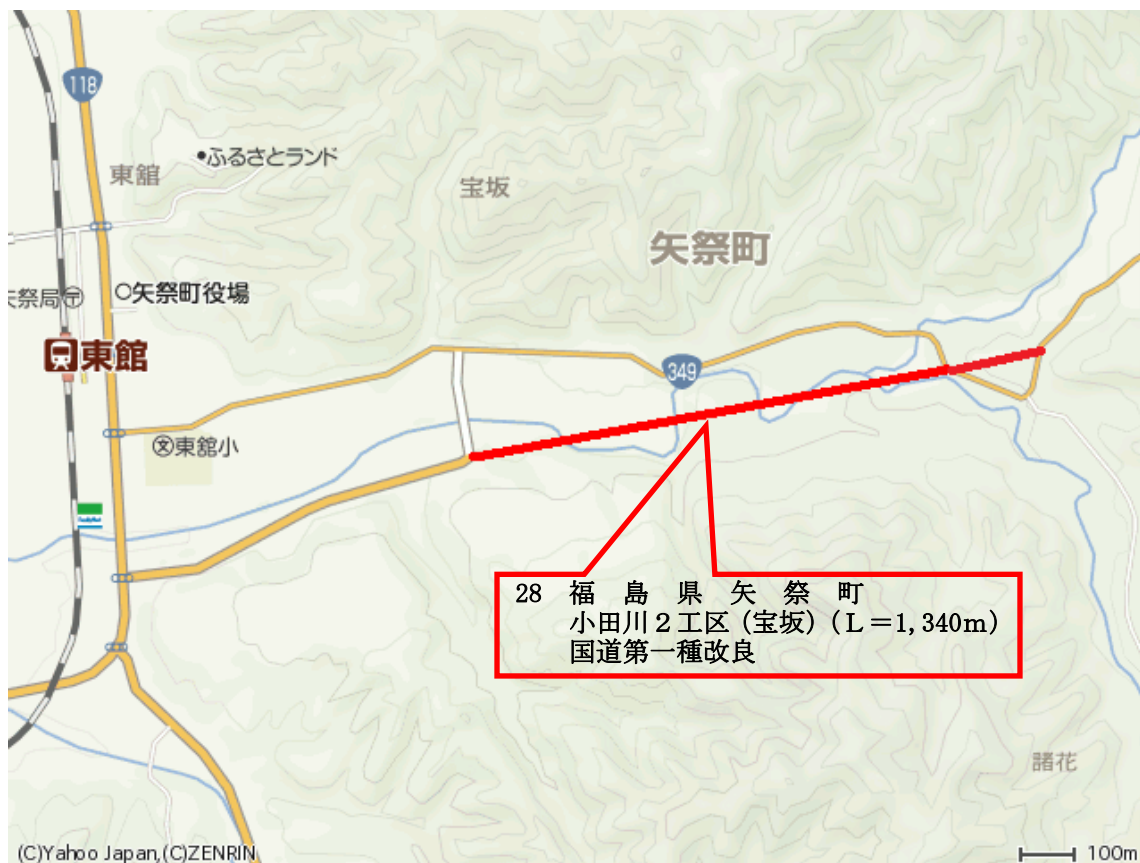 118
ふるさとランド
東舘
宝坂
矢祭町
矢祭町役場
祭局
東館
349
東舘小
28 福島県矢祭町
小田川2工区(宝坂)(L=1,340m)
国道第一種改良
諸花
(C)Yahoo Japan,(C)ZENRIN
100m